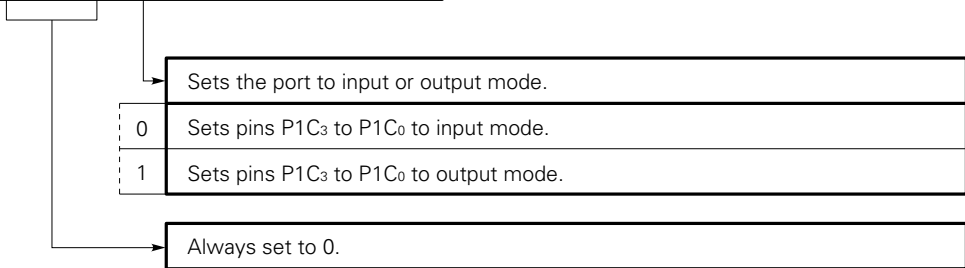 Sets the port to input or output mode.
0 Sets pins P1C₃ to P1C₀ to input mode.
1 Sets pins P1C₃ to P1C₀ to output mode.
Always set to 0.